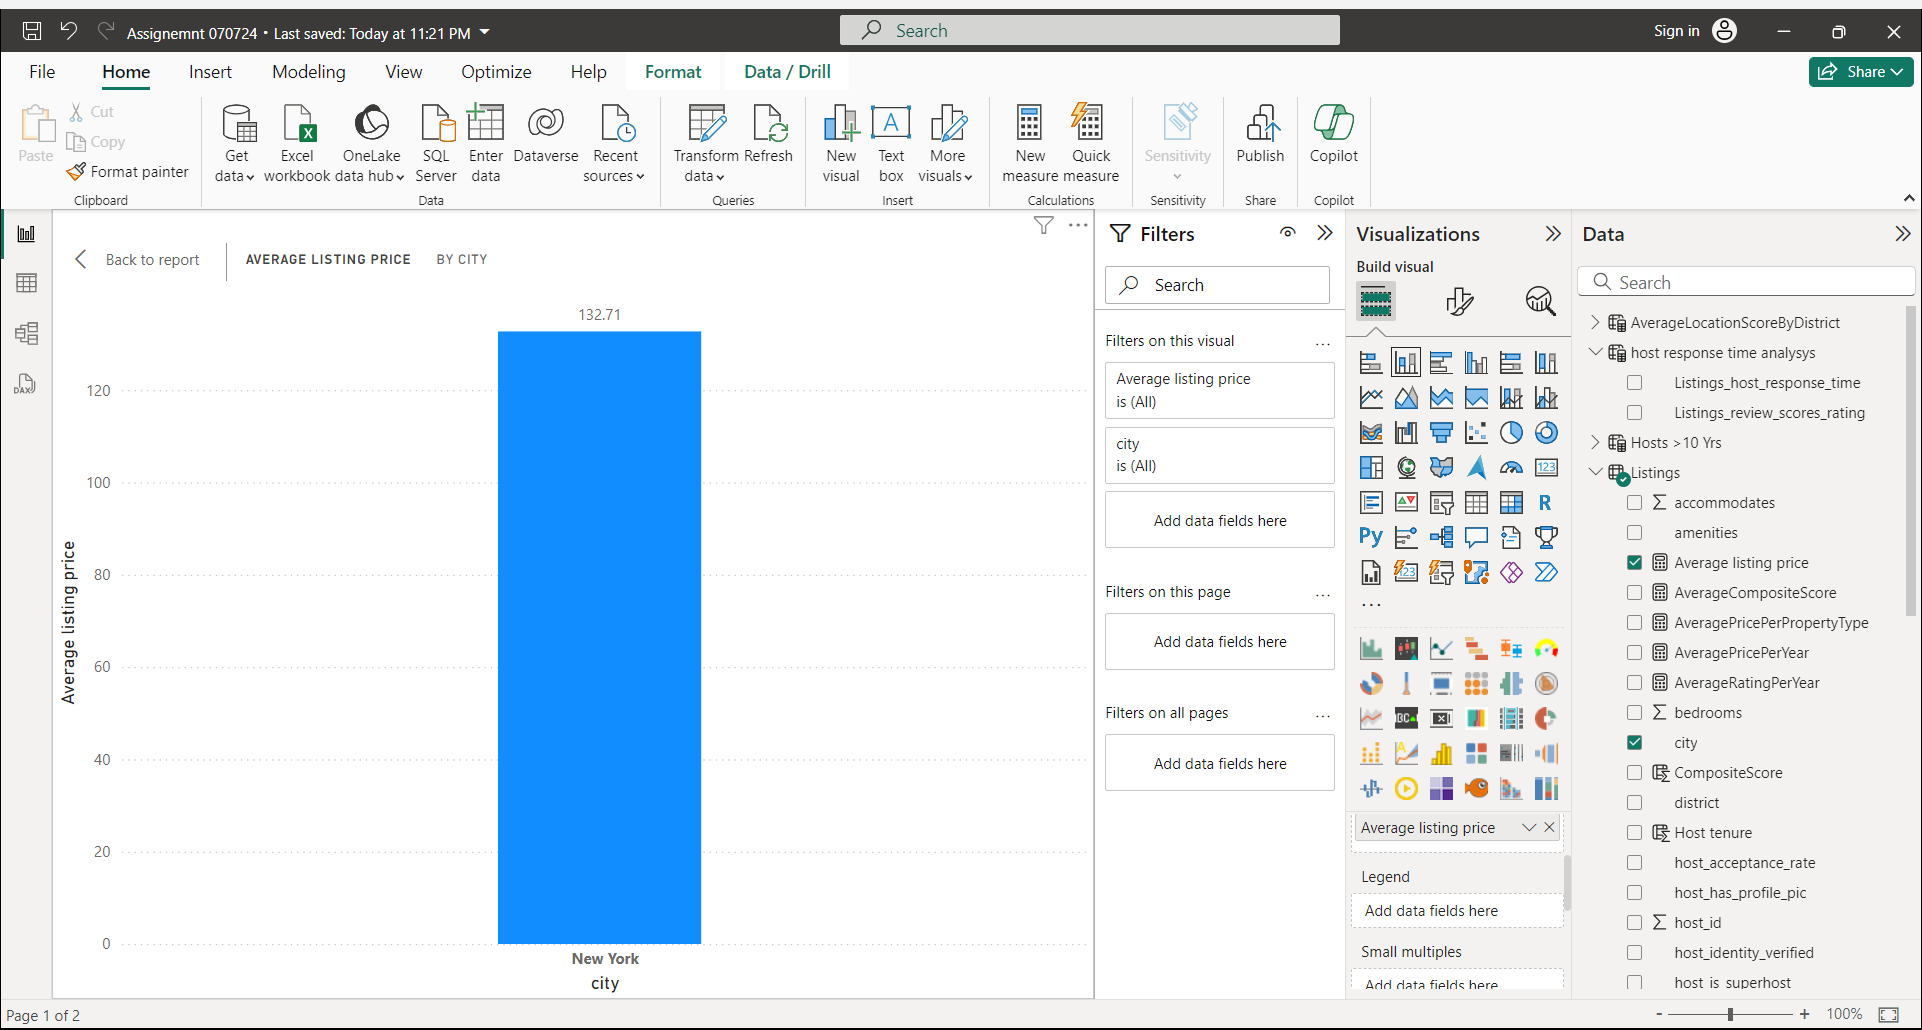 Assignemnt 070724 • Last saved: Today at 11:21 PM
Search
Sign in
File Home Insert Modeling View Optimize Help Format Data / Drill
Share
Paste
Cut
Copy
Format painter
Clipboard
Get data
Excel workbook
OneLake data hub
SQL Server
Enter data
Dataverse
Recent sources
Data
Transform data
Refresh
Queries
New visual
Text box
More visuals
Insert
New measure
Quick measure
Calculations
Sensitivity
Sensitivity
Publish
Share
Copilot
Copilot
Back to report
AVERAGE LISTING PRICE BY CITY
132.71
120
100
80
60
40
20
0
Average listing price
New York
city
Filters
Search
Filters on this visual
Average listing price
is (All)
city
is (All)
Add data fields here
Filters on this page
Add data fields here
Filters on all pages
Add data fields here
Visualizations
Build visual
123
R
Py
123
Average listing price
Legend
Add data fields here
Small multiples
Add data fields here
Data
Search
AverageLocationScoreByDistrict
host response time analysys
Listings_host_response_time
Listings_review_scores_rating
Hosts >10 Yrs
Listings
accommodates
amenities
Average listing price
AverageCompositeScore
AveragePricePerPropertyType
AveragePricePerYear
AverageRatingPerYear
bedrooms
city
CompositeScore
district
Host tenure
host_acceptance_rate
host_has_profile_pic
host_id
host_identity_verified
host_is_superhost
DAX
Page 1 of 2
- + 100%